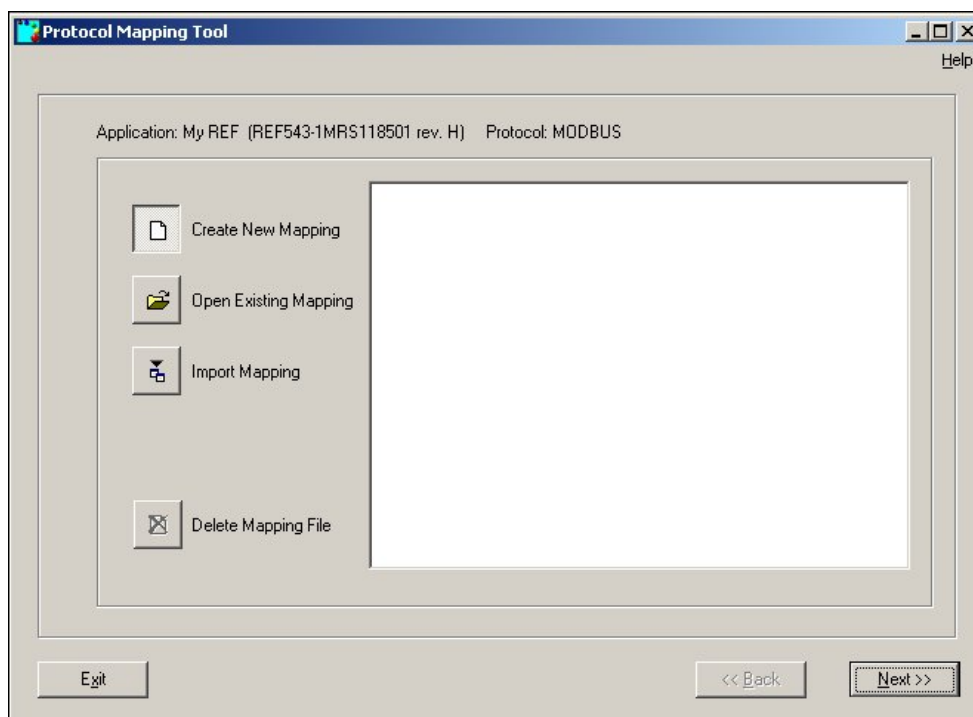 Protocol Mapping Tool
Help
Application: My REF (REF543-1MRS118501 rev. H) Protocol: MODBUS
Create New Mapping
Open Existing Mapping
Import Mapping
Delete Mapping File
Exit
<< Back
Next >>